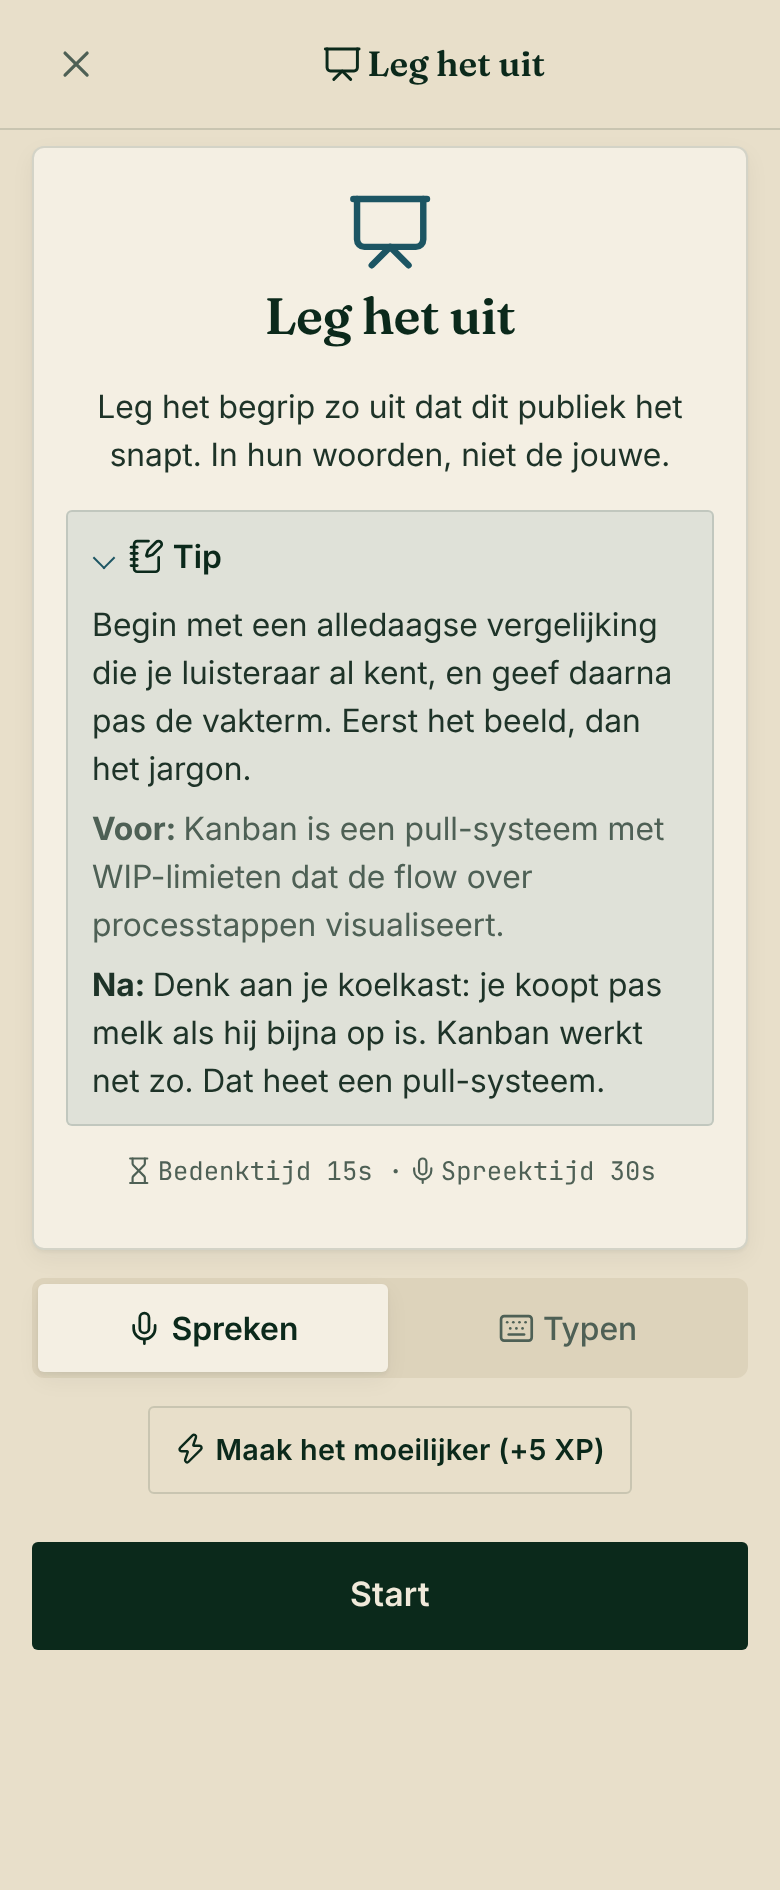 Leg het uit
Leg het uit
Leg het begrip zo uit dat dit publiek het
snapt. In hun woorden, niet de jouwe.
Tip
Begin met een alledaagse vergelijking
die je luisteraar al kent, en geef daarna
pas de vakterm. Eerst het beeld, dan
het jargon.
Voor: Kanban is een pull-systeem met
WIP-limieten dat de flow over
processtappen visualiseert.
Na: Denk aan je koelkast: je koopt pas
melk als hij bijna op is. Kanban werkt
net zo. Dat heet een pull-systeem.
Bedenktijd 15s · Spreektijd 30s
Spreken Typen
Maak het moeilijker (+5 XP)
Start